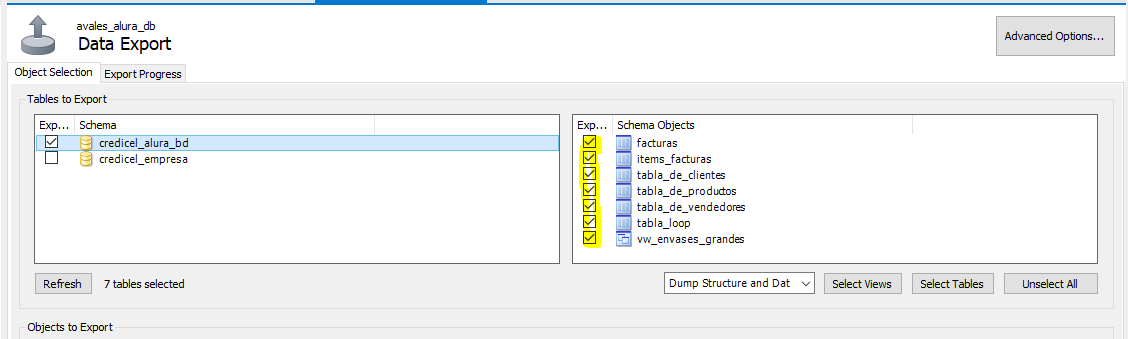 avales_alura_db
Data Export
Advanced Options...
Object Selection
Export Progress
Tables to Export
Exp... Schema
credicel_alura_bd
credicel_empresa
Exp... Schema Objects
facturas
items_facturas
tabla_de_clientes
tabla_de_productos
tabla_de_vendedores
tabla_loop
vw_envases_grandes
Refresh
7 tables selected
Dump Structure and Dat
Select Views
Select Tables
Unselect All
Objects to Export